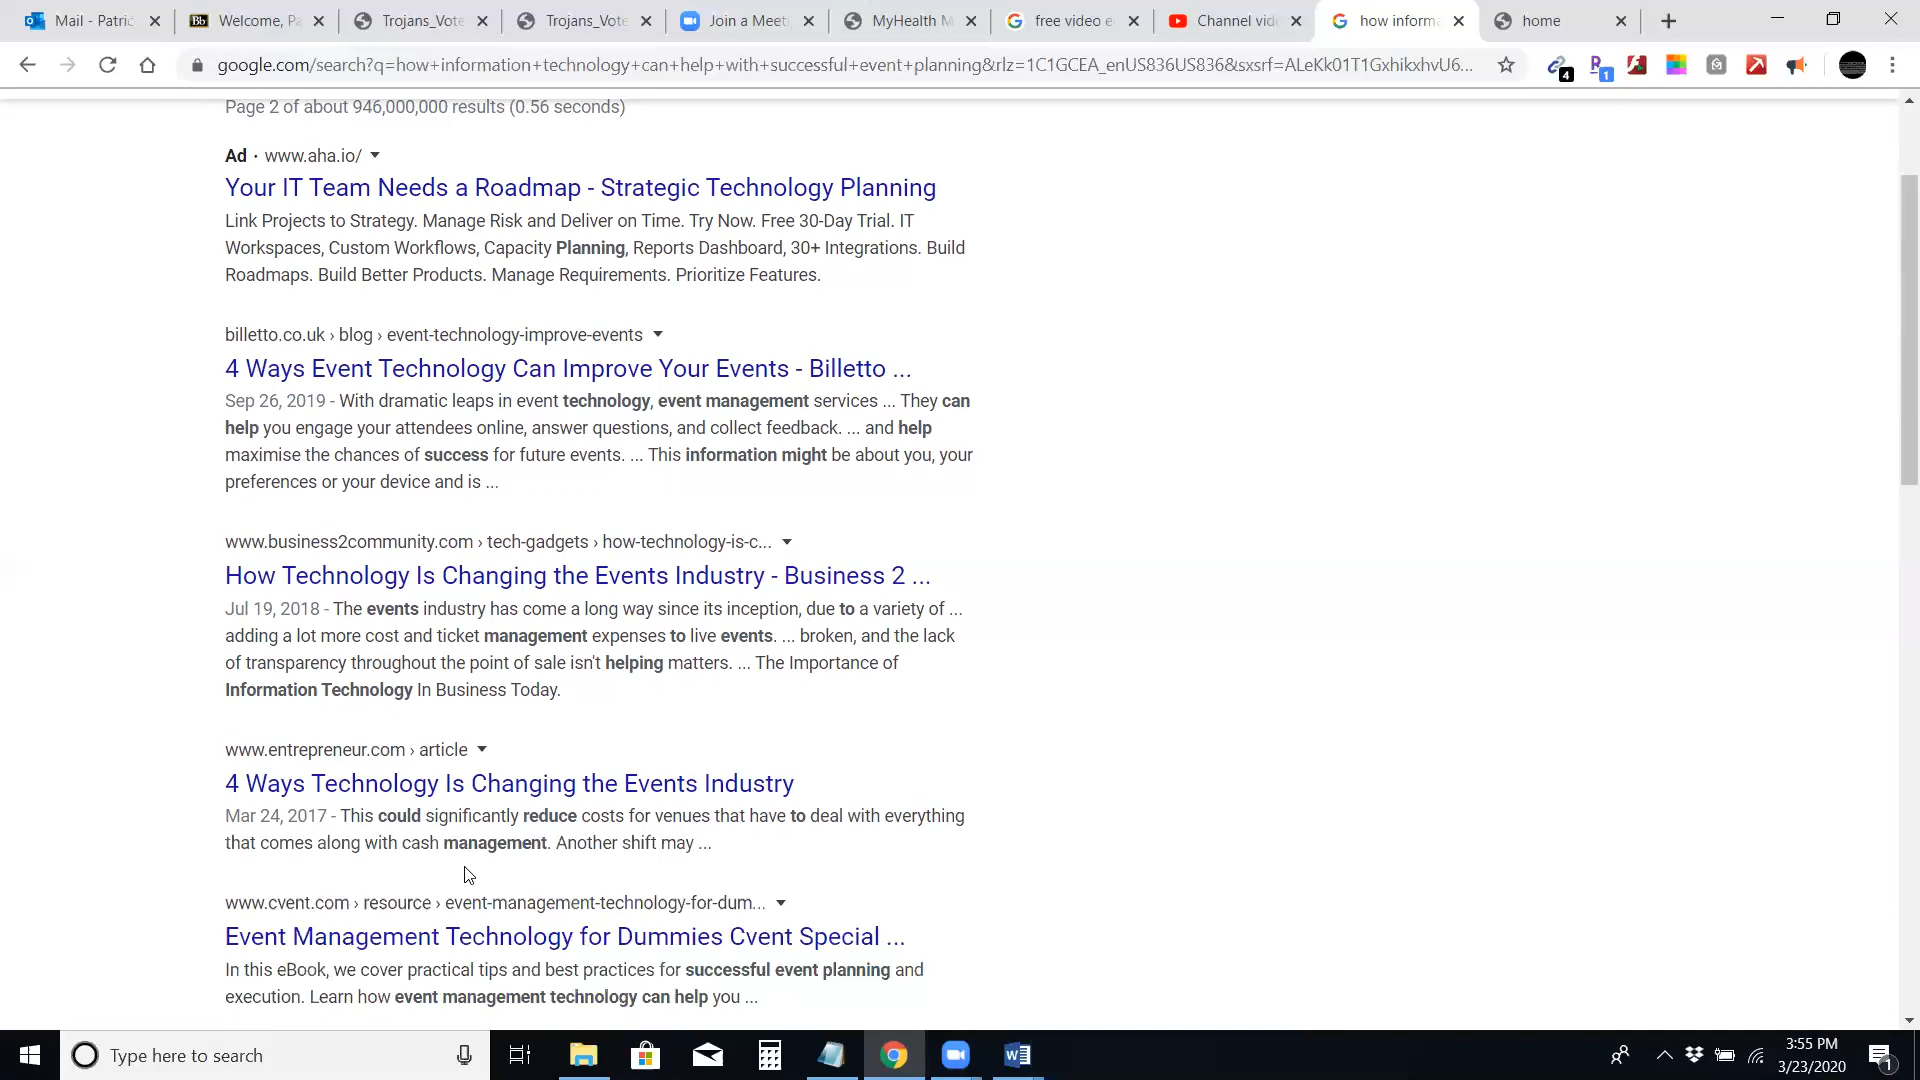 Mail - Patric
Bb Welcome, Pa
Trojans_Vote
Trojans_Vote
Join a Meeti
MyHealth M
free video e
Channel vide
how informa
home
google.com/search?q=how+information+technology+can+help+with+successful+event+planning&rlz=1C1GCEA_enUS836US836&sxsrf=ALeKk01T1GxhikxhvU6...
4
1
Page 2 of about 946,000,000 results (0.56 seconds)
Ad · www.aha.io/
Your IT Team Needs a Roadmap - Strategic Technology Planning
Link Projects to Strategy. Manage Risk and Deliver on Time. Try Now. Free 30-Day Trial. IT
Workspaces, Custom Workflows, Capacity Planning, Reports Dashboard, 30+ Integrations. Build
Roadmaps. Build Better Products. Manage Requirements. Prioritize Features.
billetto.co.uk › blog › event-technology-improve-events
4 Ways Event Technology Can Improve Your Events - Billetto ...
Sep 26, 2019 - With dramatic leaps in event technology, event management services ... They can
help you engage your attendees online, answer questions, and collect feedback. ... and help
maximise the chances of success for future events. ... This information might be about you, your
preferences or your device and is ...
www.business2community.com › tech-gadgets › how-technology-is-c...
How Technology Is Changing the Events Industry - Business 2 ...
Jul 19, 2018 - The events industry has come a long way since its inception, due to a variety of ...
adding a lot more cost and ticket management expenses to live events. ... broken, and the lack
of transparency throughout the point of sale isn't helping matters. ... The Importance of
Information Technology In Business Today.
www.entrepreneur.com › article
4 Ways Technology Is Changing the Events Industry
Mar 24, 2017 - This could significantly reduce costs for venues that have to deal with everything
that comes along with cash management. Another shift may ...
www.cvent.com › resource › event-management-technology-for-dum...
Event Management Technology for Dummies Cvent Special ...
In this eBook, we cover practical tips and best practices for successful event planning and
execution. Learn how event management technology can help you ...
Type here to search
3:55 PM
3/23/2020
1